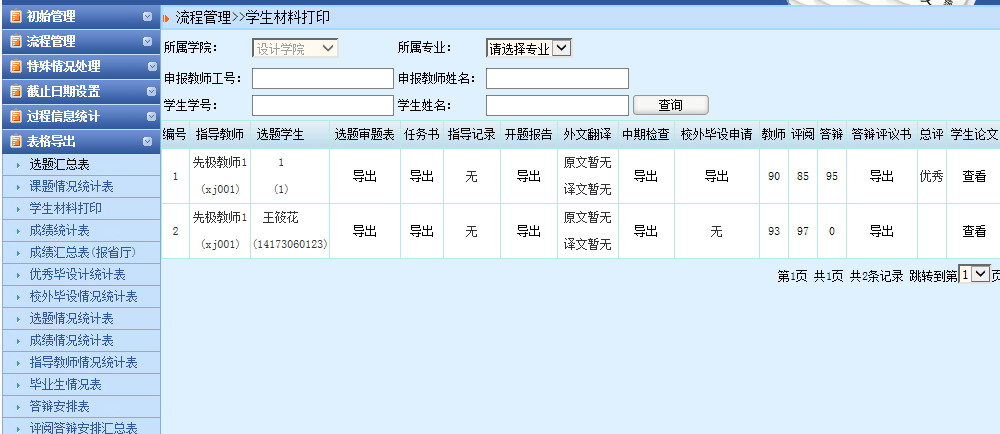 初始管理
流程管理
特殊情况处理
截止日期设置
过程信息统计
表格导出
选题汇总表
课题情况统计表
学生材料打印
成绩统计表
成绩汇总表(报省厅)
优秀毕设计统计表
校外毕设情况统计表
选题情况统计表
成绩情况统计表
指导教师情况统计表
毕业生情况表
答辩安排表
评阅答辩安排汇总表
流程管理>>学生材料打印
所属学院: 设计学院 所属专业: 请选择专业
申报教师工号: 申报教师姓名:
学生学号: 学生姓名: 查询
编号 指导教师 选题学生 选题审题表 任务书 指导记录 开题报告 外文翻译 中期检查 校外毕设申请 教师 评阅 答辩 答辩评议书 总评 学生论文
1 先极教师1 (xj001) 1 (1) 导出 导出 无 导出 原文暂无 译文暂无 导出 导出 90 85 95 导出 优秀 查看
2 先极教师1 (xj001) 王筱花 (14173060123) 导出 导出 无 导出 原文暂无 译文暂无 导出 无 93 97 0 导出 查看
第1页 共1页 共2条记录 跳转到第 1 页